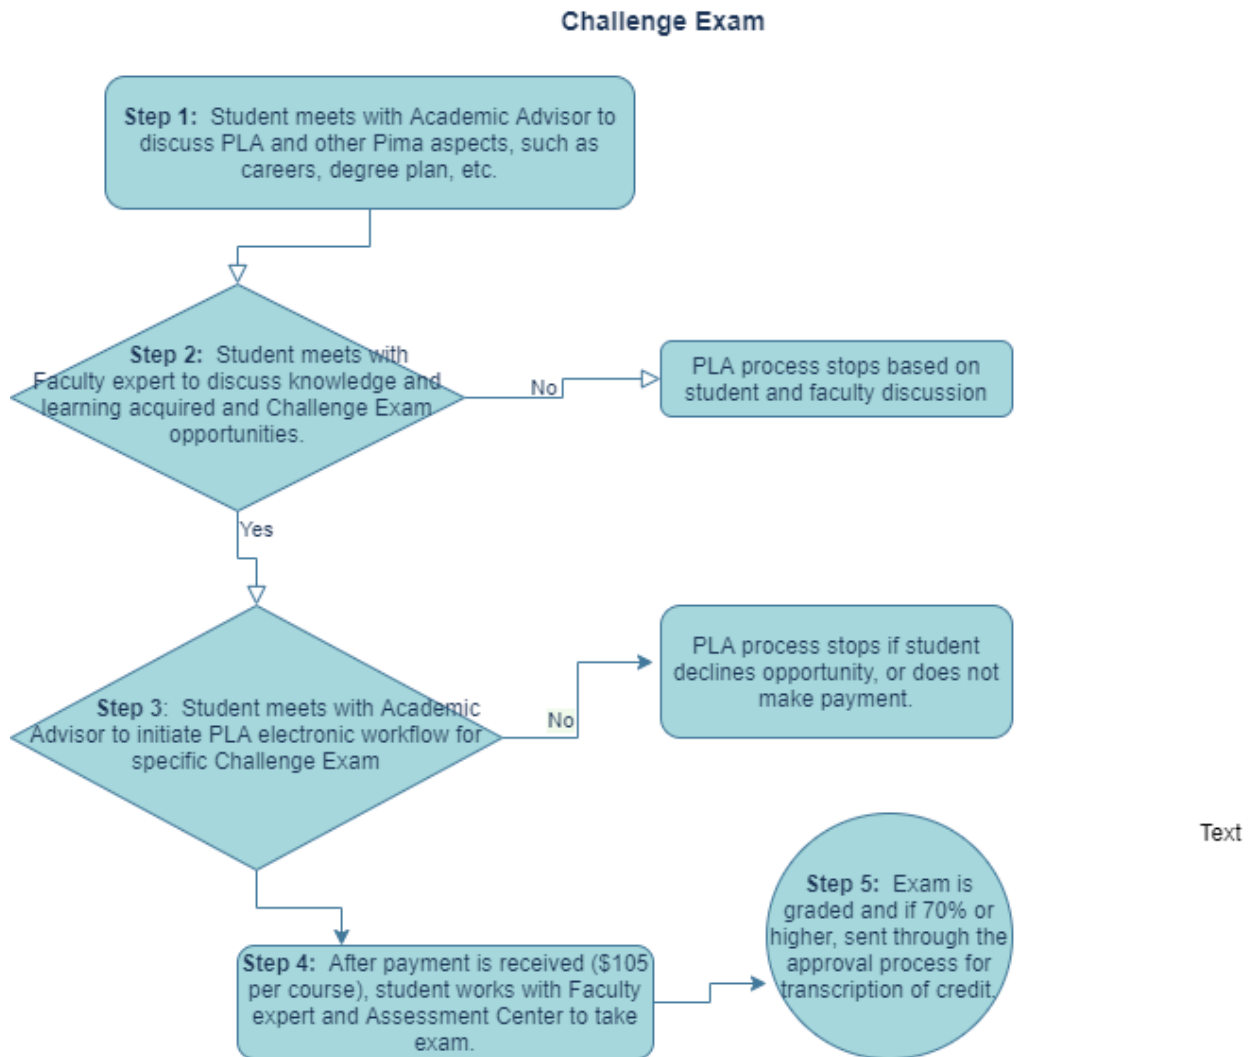 Challenge Exam
Step 1:  Student meets with Academic Advisor to
discuss PLA and other Pima aspects, such as
careers, degree plan, etc.
Step 2:  Student meets with
Faculty expert to discuss knowledge and
learning acquired and Challenge Exam
opportunities.
No
PLA process stops based on
student and faculty discussion
Yes
Step 3:  Student meets with Academic
Advisor to initiate PLA electronic workflow for
specific Challenge Exam
No
PLA process stops if student
declines opportunity, or does not
make payment.
Text
Step 4:  After payment is received ($105
per course), student works with Faculty
expert and Assessment Center to take
exam.
Step 5:  Exam is
graded and if 70% or
higher, sent through the
approval process for
transcription of credit.